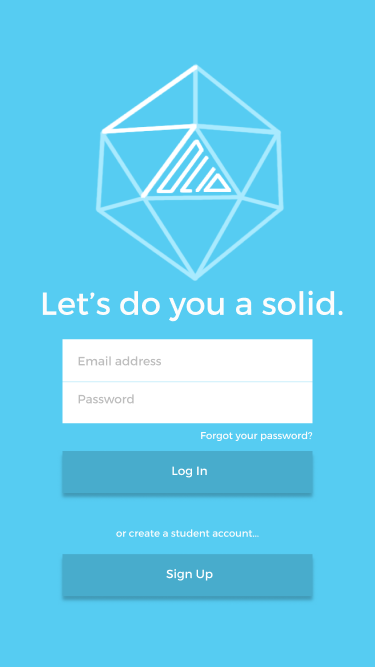 Let’s do you a solid.
Email address
Password
Forgot your password?
Log In
or create a student account...
Sign Up